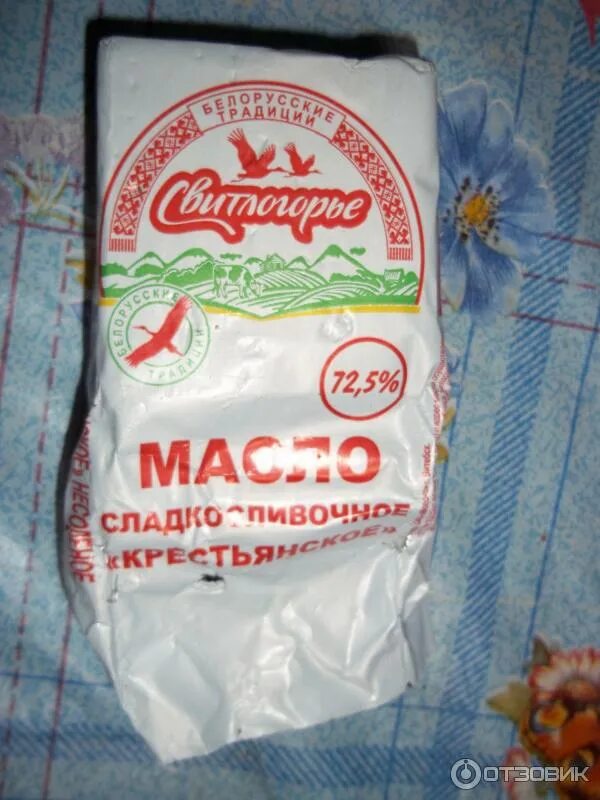 БЕЛОРУССКИЕ
ТРАДИЦИИ
Свитлогорье
БЕЛОРУССКИЕ
ТРАДИЦИИ
72,5%
МАСЛО
СЛАДКОСЛИВОЧНОЕ
«КРЕСТЬЯНСКОЕ»
НЕСОЛЕНОЕ
ОТЗОВИК